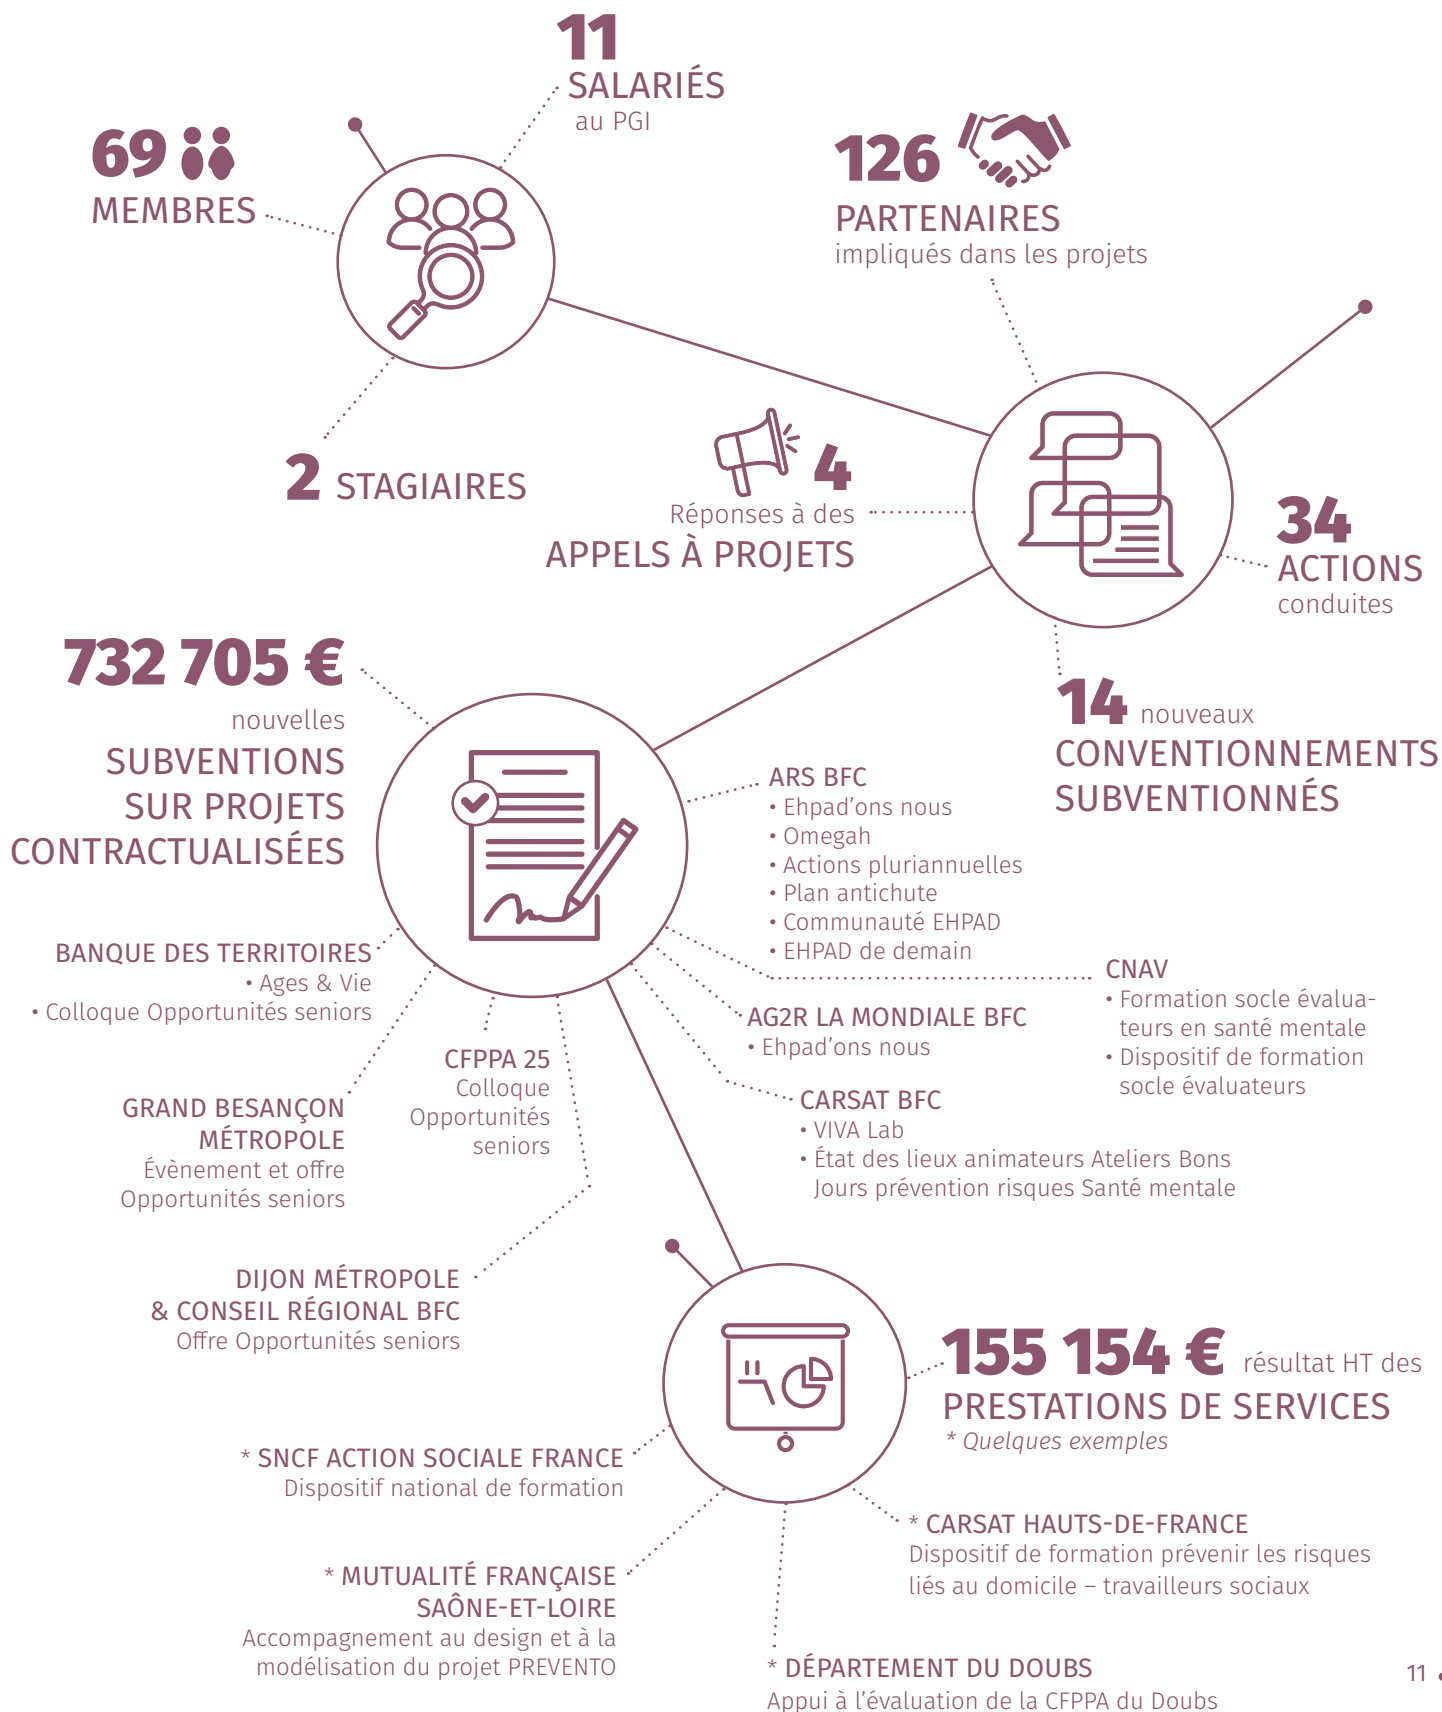 11
SALARIÉS
au PGI
69
MEMBRES
2 STAGIAIRES
126
PARTENAIRES
impliqués dans les projets
4
Réponses à des
APPELS À PROJETS
34
ACTIONS
conduites
14 nouveaux
CONVENTIONNEMENTS
SUBVENTIONNÉS
732 705 €
nouvelles
SUBVENTIONS
SUR PROJETS
CONTRACTUALISÉES
ARS BFC
• Ehpad’ons nous
• Omegah
• Actions pluriannuelles
• Plan antichute
• Communauté EHPAD
• EHPAD de demain
BANQUE DES TERRITOIRES
• Ages & Vie
• Colloque Opportunités seniors
CNAV
• Formation socle évalua-
teurs en santé mentale
• Dispositif de formation
socle évaluateurs
AG2R LA MONDIALE BFC
• Ehpad’ons nous
CFPPA 25
Colloque
Opportunités
seniors
GRAND BESANÇON
MÉTROPOLE
Évènement et offre
Opportunités seniors
CARSAT BFC
• VIVA Lab
• État des lieux animateurs Ateliers Bons
Jours prévention risques Santé mentale
DIJON MÉTROPOLE
& CONSEIL RÉGIONAL BFC
Offre Opportunités seniors
155 154 € résultat HT des
PRESTATIONS DE SERVICES
* Quelques exemples
* SNCF ACTION SOCIALE FRANCE
Dispositif national de formation
* CARSAT HAUTS-DE-FRANCE
Dispositif de formation prévenir les risques
liés au domicile – travailleurs sociaux
* MUTUALITÉ FRANÇAISE
SAÔNE-ET-LOIRE
Accompagnement au design et à la
modélisation du projet PREVENTO
* DÉPARTEMENT DU DOUBS
Appui à l’évaluation de la CFPPA du Doubs
11